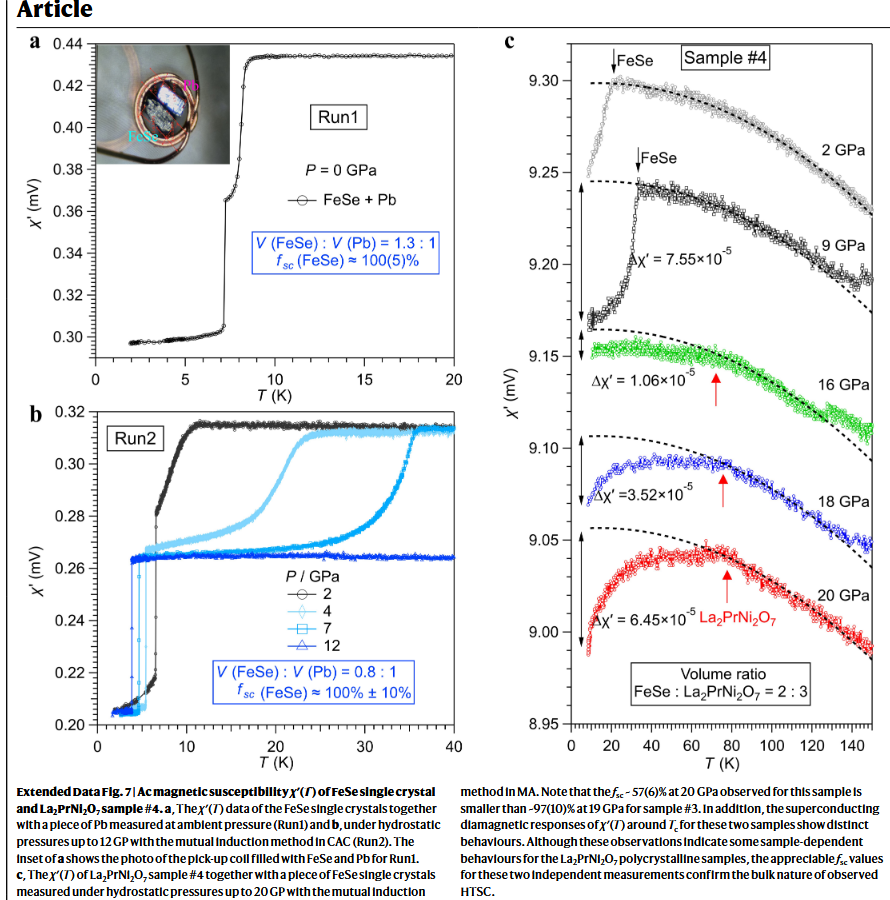 Article
a
0.44
0.42
0.40
0.38
0.36
0.34
0.32
0.30
χ′ (mV)
Pb
FeSe
Run1
P = 0 GPa
FeSe + Pb
V (FeSe) : V (Pb) = 1.3 : 1
fsc (FeSe) ≈ 100(5)%
0 5 10 15 20
T (K)
b
0.32
0.30
0.28
0.26
0.24
0.22
0.20
χ′ (mV)
Run2
P / GPa
2
4
7
12
V (FeSe) : V (Pb) = 0.8 : 1
fsc (FeSe) ≈ 100% ± 10%
0 10 20 30 40
T (K)
c
9.30
9.25
9.20
9.15
9.10
9.05
9.00
8.95
χ′ (mV)
FeSe
Sample #4
2 GPa
FeSe
9 GPa
Δχ′ = 7.55×10-5
16 GPa
Δχ′ = 1.06×10-5
18 GPa
Δχ′ =3.52×10-5
20 GPa
Δχ′ = 6.45×10-5
La2PrNi2O7
Volume ratio
FeSe : La2PrNi2O7 = 2 : 3
0 20 40 60 80 100 120 140
T (K)
Extended Data Fig. 7 | Ac magnetic susceptibility χ′(T) of FeSe single crystal
and La2PrNi2O7 sample #4. a, The χ′(T) data of the FeSe single crystals together
with a piece of Pb measured at ambient pressure (Run1) and b, under hydrostatic
pressures up to 12 GP with the mutual induction method in CAC (Run2). The
inset of a shows the photo of the pick-up coil filled with FeSe and Pb for Run1.
c, The χ′(T) of La2PrNi2O7 sample #4 together with a piece of FeSe single crystals
measured under hydrostatic pressures up to 20 GP with the mutual induction
method in MA. Note that the fsc ~ 57(6)% at 20 GPa observed for this sample is
smaller than ~97(10)% at 19 GPa for sample #3. In addition, the superconducting
diamagnetic responses of χ′(T) around Tc for these two samples show distinct
behaviours. Although these observations indicate some sample-dependent
behaviours for the La2PrNi2O7 polycrystalline samples, the appreciable fsc values
for these two independent measurements confirm the bulk nature of observed
HTSC.